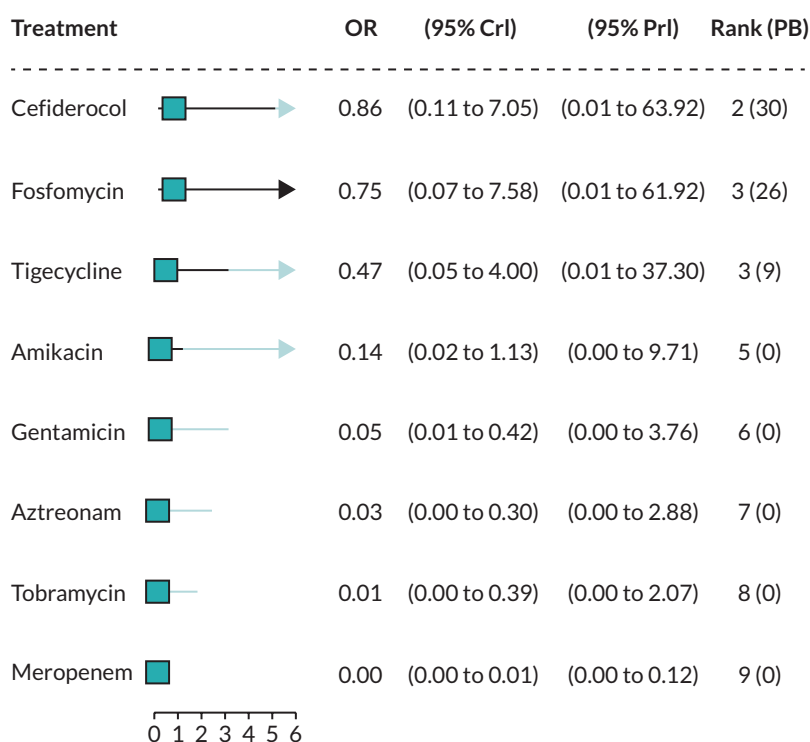 Treatment OR (95% Crl) (95% Prl) Rank (PB)
Cefiderocol 0.86 (0.11 to 7.05) (0.01 to 63.92) 2 (30)
Fosfomycin 0.75 (0.07 to 7.58) (0.01 to 61.92) 3 (26)
Tigecycline 0.47 (0.05 to 4.00) (0.01 to 37.30) 3 (9)
Amikacin 0.14 (0.02 to 1.13) (0.00 to 9.71) 5 (0)
Gentamicin 0.05 (0.01 to 0.42) (0.00 to 3.76) 6 (0)
Aztreonam 0.03 (0.00 to 0.30) (0.00 to 2.88) 7 (0)
Tobramycin 0.01 (0.00 to 0.39) (0.00 to 2.07) 8 (0)
Meropenem 0.00 (0.00 to 0.01) (0.00 to 0.12) 9 (0)
0 1 2 3 4 5 6